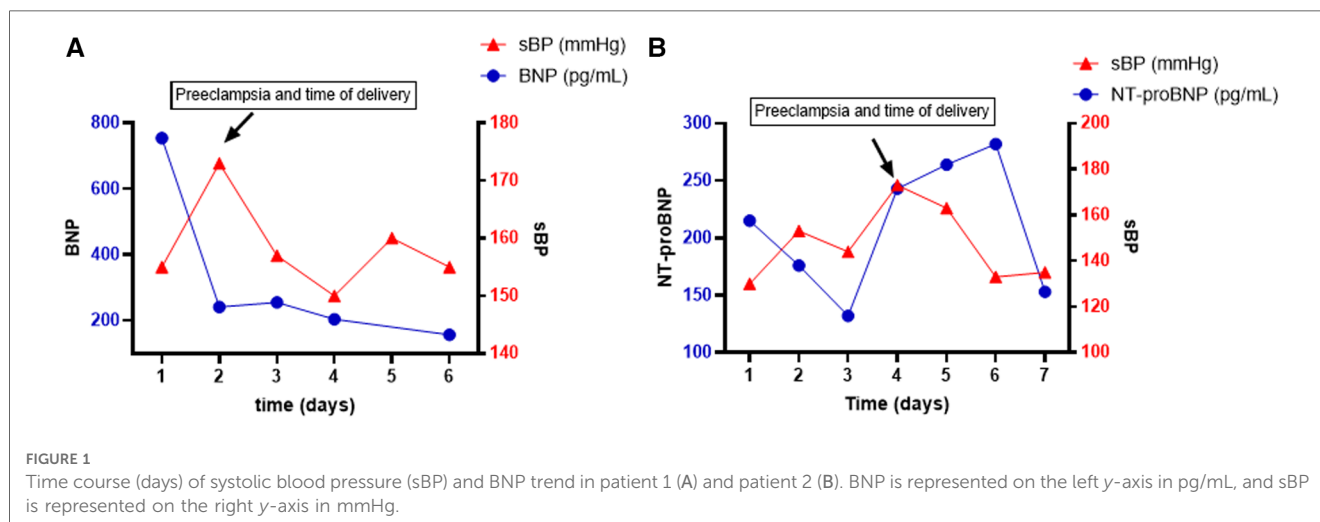 A
sBP (mmHg)
BNP (pg/mL)
Preeclampsia and time of delivery
800
600
400
200
BNP
180
170
160
150
140
sBP
1 2 3 4 5 6
time (days)
B
sBP (mmHg)
NT-proBNP (pg/mL)
Preeclampsia and time of delivery
300
250
200
150
100
NT-proBNP
200
180
160
140
120
100
sBP
1 2 3 4 5 6 7
Time (days)
FIGURE 1
Time course (days) of systolic blood pressure (sBP) and BNP trend in patient 1 (A) and patient 2 (B). BNP is represented on the left y-axis in pg/mL, and sBP
is represented on the right y-axis in mmHg.